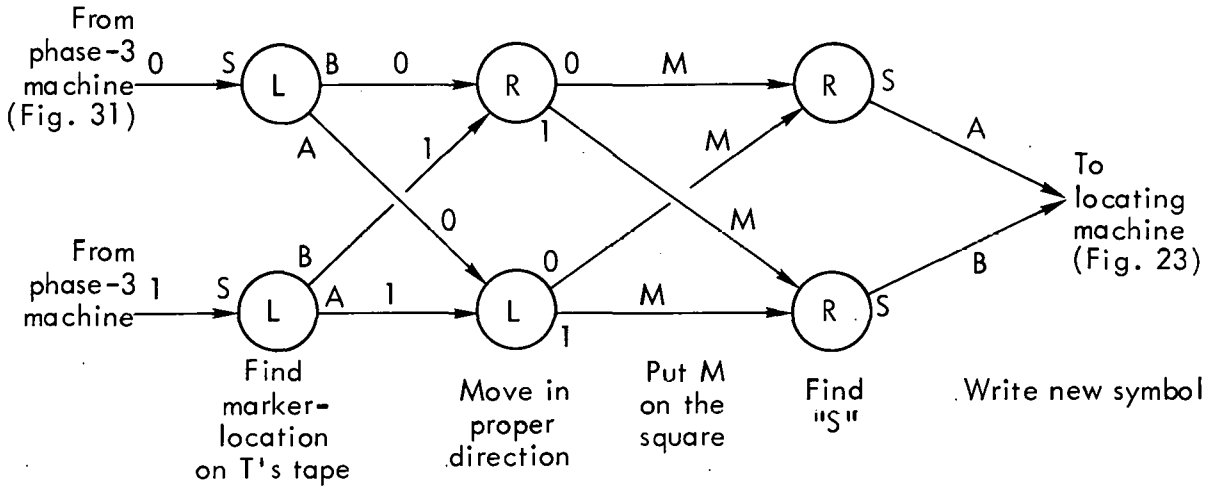 From
phase-3
machine
(Fig. 31)
0
S
L
B
0
R
0
M
R
S
A
A
1
1
M
To
locating
machine
(Fig. 23)
0
M
From
phase-3
machine
1
S
L
B
A
1
L
0
1
M
R
S
B
Find
marker-
location
on T's tape
Move in
proper
direction
Put M
on the
square
Find
"S"
Write new symbol